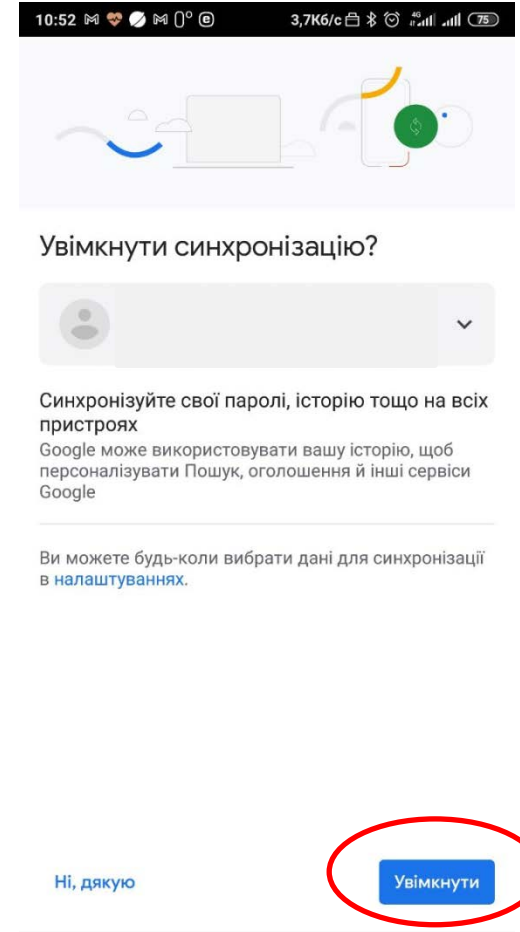 10:52 3,7Кб/с 4G 75
Увімкнути синхронізацію?
Синхронізуйте свої паролі, історію тощо на всіх
пристроях
Google може використовувати вашу історію, щоб
персоналізувати Пошук, оголошення й інші сервіси
Google
Ви можете будь-коли вибрати дані для синхронізації
в налаштуваннях.
Ні, дякую
Увімкнути